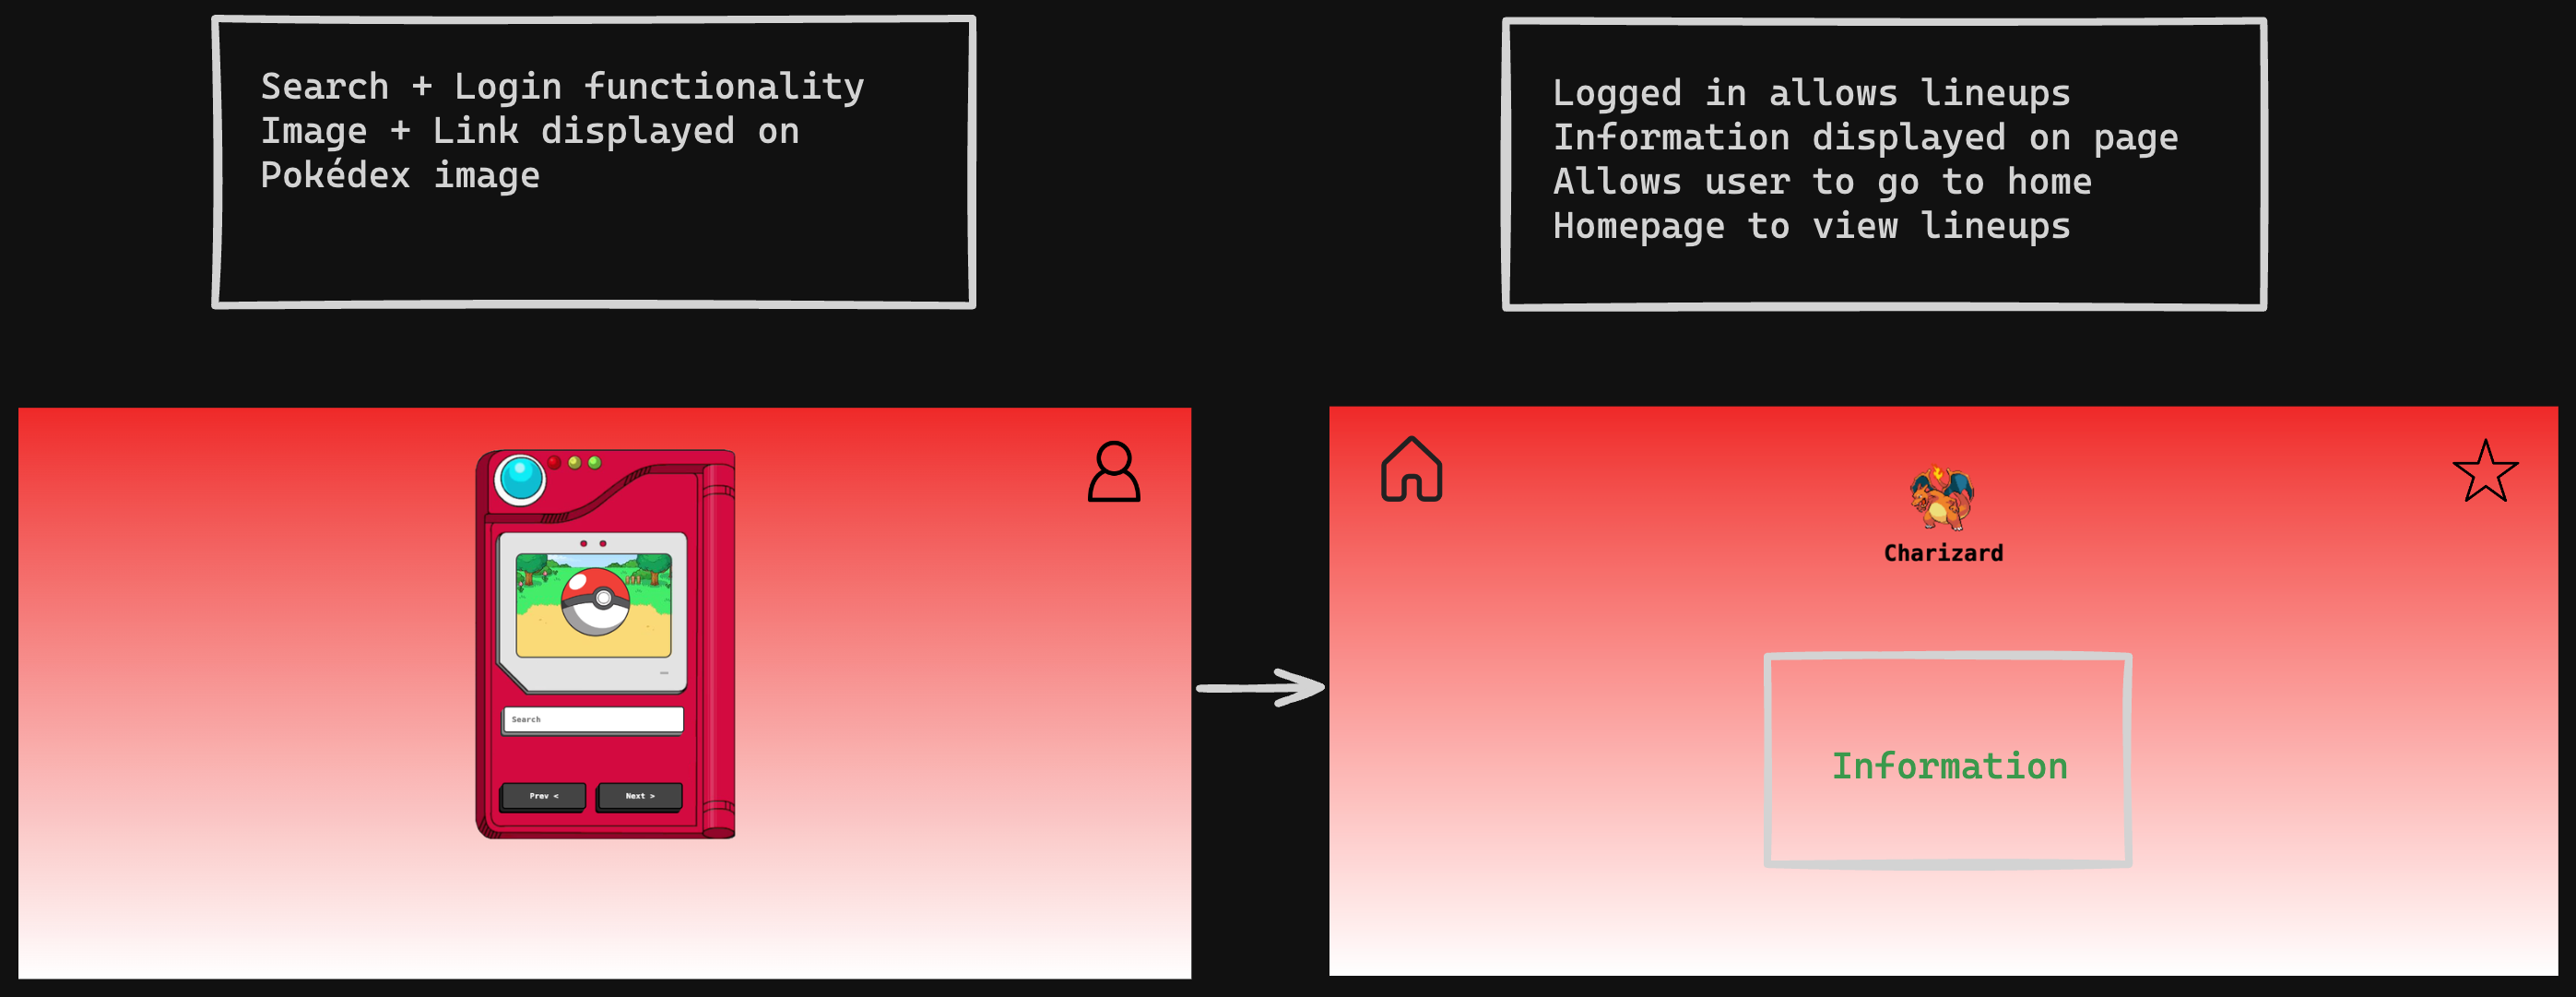 Search + Login functionality
Image + Link displayed on
Pokédex image
Logged in allows lineups
Information displayed on page
Allows user to go to home
Homepage to view lineups
Search
Prev <
Next >
Charizard
Information